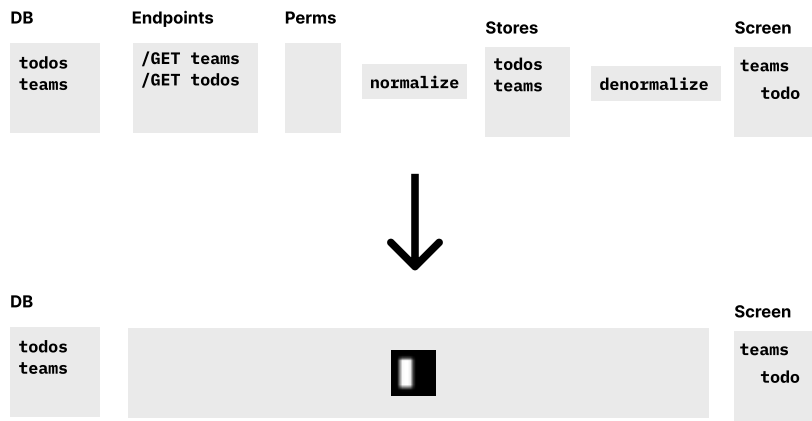 DB
todos
teams
Endpoints
/GET teams
/GET todos
Perms
normalize
Stores
todos
teams
denormalize
Screen
teams
todo
DB
todos
teams
Screen
teams
todo